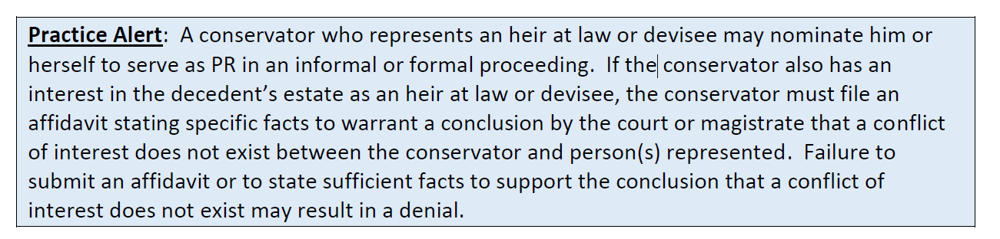 Practice Alert:  A conservator who represents an heir at law or devisee may nominate him or
herself to serve as PR in an informal or formal proceeding.  If the conservator also has an
interest in the decedent’s estate as an heir at law or devisee, the conservator must file an
affidavit stating specific facts to warrant a conclusion by the court or magistrate that a conflict
of interest does not exist between the conservator and person(s) represented.  Failure to
submit an affidavit or to state sufficient facts to support the conclusion that a conflict of
interest does not exist may result in a denial.